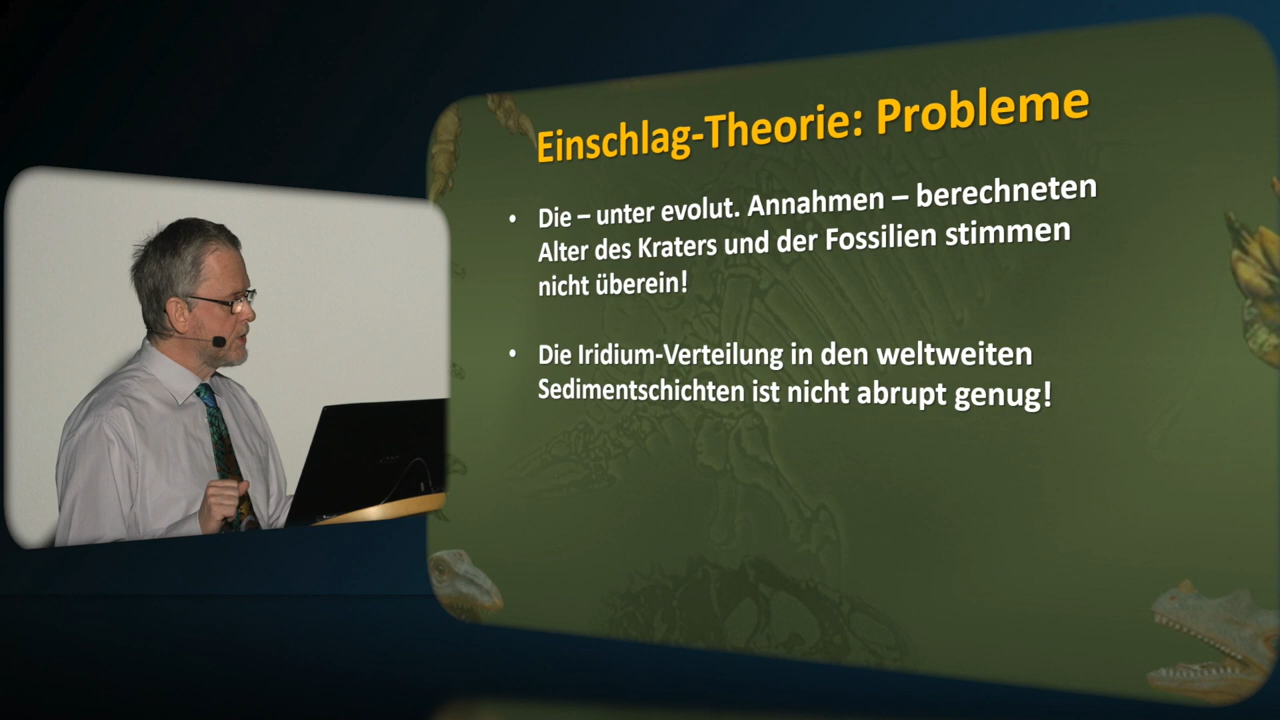 Einschlag-Theorie: Probleme
• Die – unter evolut. Annahmen – berechneten
Alter des Kraters und der Fossilien stimmen
nicht überein!
• Die Iridium-Verteilung in den weltweiten
Sedimentschichten ist nicht abrupt genug!